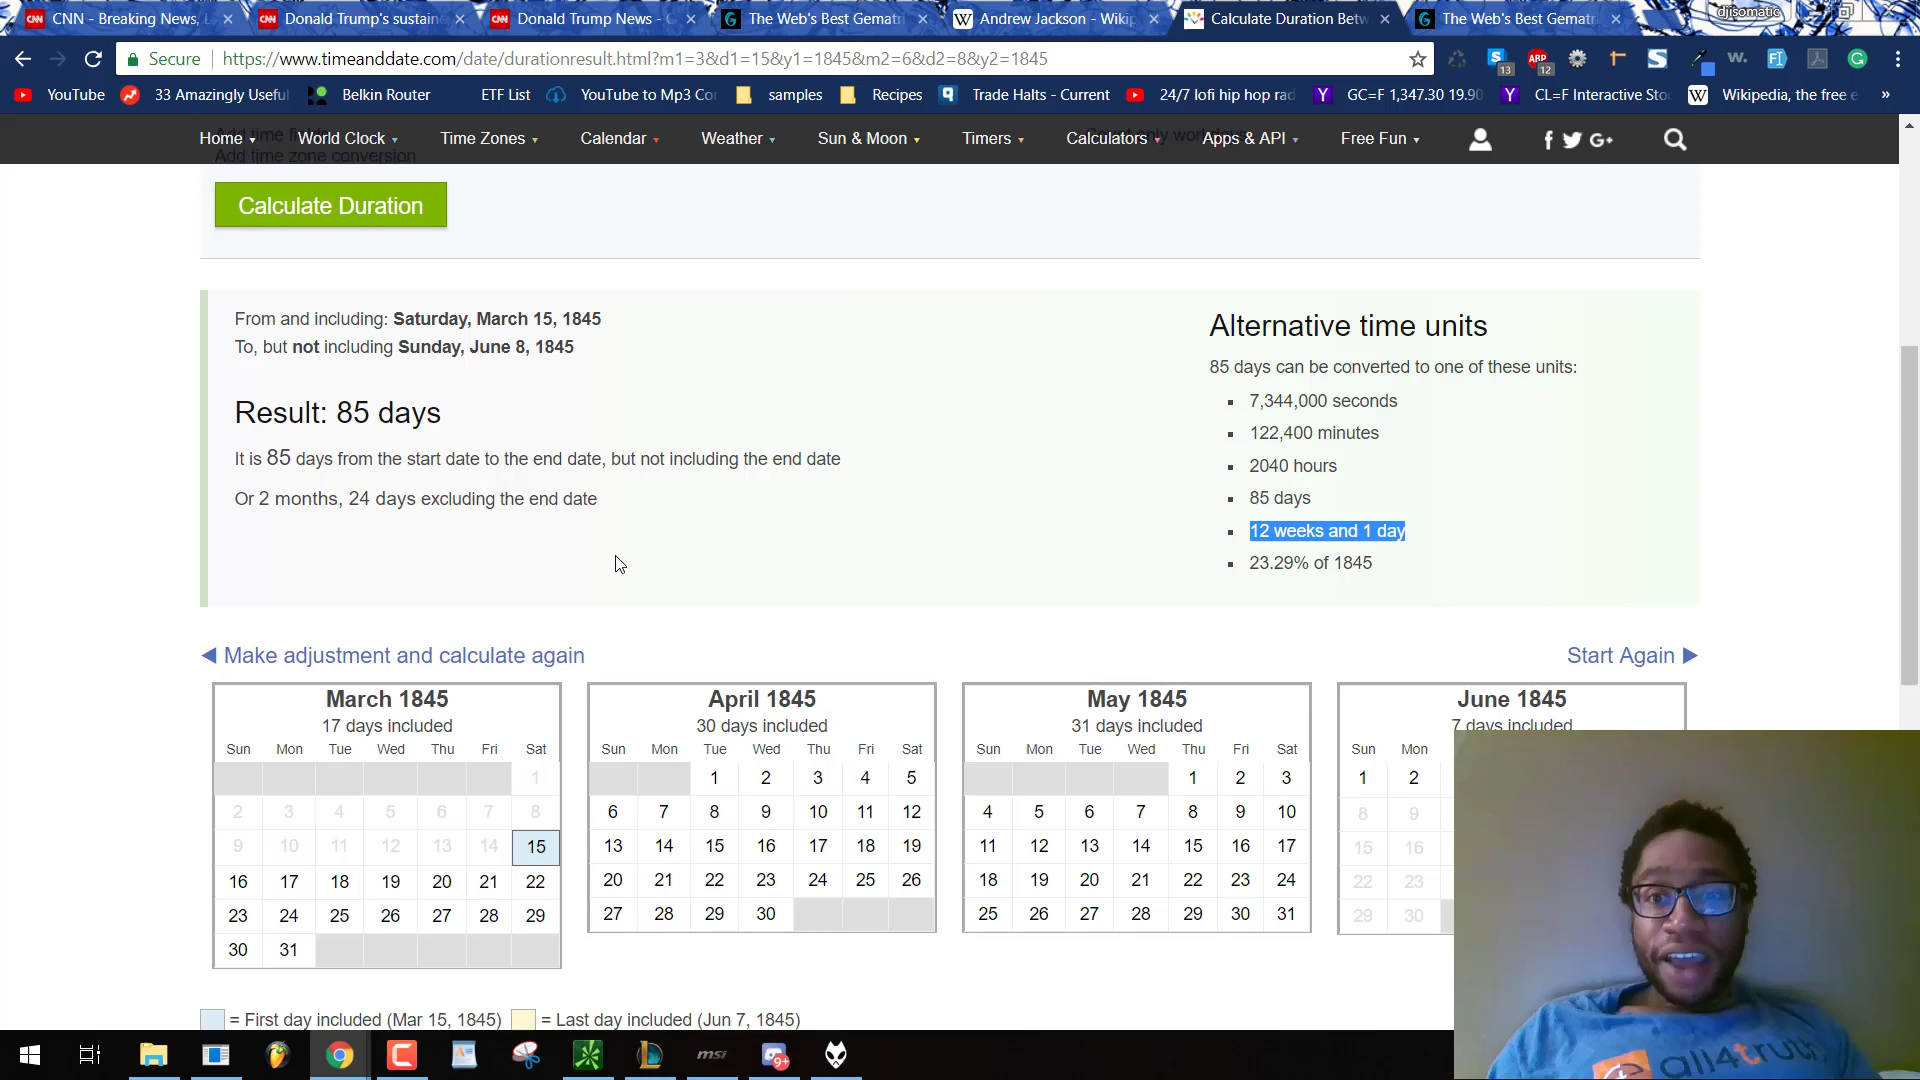 CNN - Breaking News, L
Donald Trump's sustain
Donald Trump News - C
The Web's Best Gematri
Andrew Jackson - Wikip
Calculate Duration Betw
The Web's Best Gematri
djisomatic
Secure https://www.timeanddate.com/date/durationresult.html?m1=3&d1=15&y1=1845&m2=6&d2=8&y2=1845
YouTube 33 Amazingly Useful Belkin Router ETF List YouTube to Mp3 Co samples Recipes Trade Halts - Current 24/7 lofi hip hop rad GC=F 1,347.30 19.90 CL=F Interactive Sto Wikipedia, the free e »
Home World Clock Time Zones Calendar Weather Sun & Moon Timers Calculators Apps & API Free Fun
Add time zone conversion
Calculate Duration
From and including: Saturday, March 15, 1845
To, but not including Sunday, June 8, 1845
Result: 85 days
It is 85 days from the start date to the end date, but not including the end date
Or 2 months, 24 days excluding the end date
Alternative time units
85 days can be converted to one of these units:
7,344,000 seconds
122,400 minutes
2040 hours
85 days
12 weeks and 1 day
23.29% of 1845
Make adjustment and calculate again
Start Again
March 1845
17 days included
Sun Mon Tue Wed Thu Fri Sat
1
2 3 4 5 6 7 8
9 10 11 12 13 14 15
16 17 18 19 20 21 22
23 24 25 26 27 28 29
30 31
April 1845
30 days included
Sun Mon Tue Wed Thu Fri Sat
1 2 3 4 5
6 7 8 9 10 11 12
13 14 15 16 17 18 19
20 21 22 23 24 25 26
27 28 29 30
May 1845
31 days included
Sun Mon Tue Wed Thu Fri Sat
1 2 3
4 5 6 7 8 9 10
11 12 13 14 15 16 17
18 19 20 21 22 23 24
25 26 27 28 29 30 31
June 1845
7 days included
Sun Mon
1 2
8 9
15 16
22 23
29 30
= First day included (Mar 15, 1845)
= Last day included (Jun 7, 1845)
all4truth
msi
9+